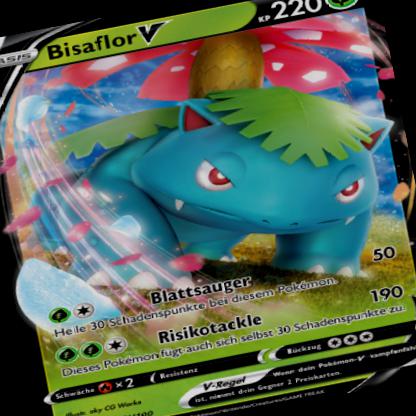 BASIS Bisaflor V KP 220
Blattsauger 50
Heile 30 Schadenspunkte bei diesem Pokémon.
Risikotackle 190
Dieses Pokémon fügt auch sich selbst 30 Schadenspunkte zu.
Schwäche ×2 Resistenz Rückzug
V-Regel Wenn dein Pokémon-V kampfunfähig
ist, nimmt dein Gegner 2 Preiskarten.
Illustr. aky CG Works